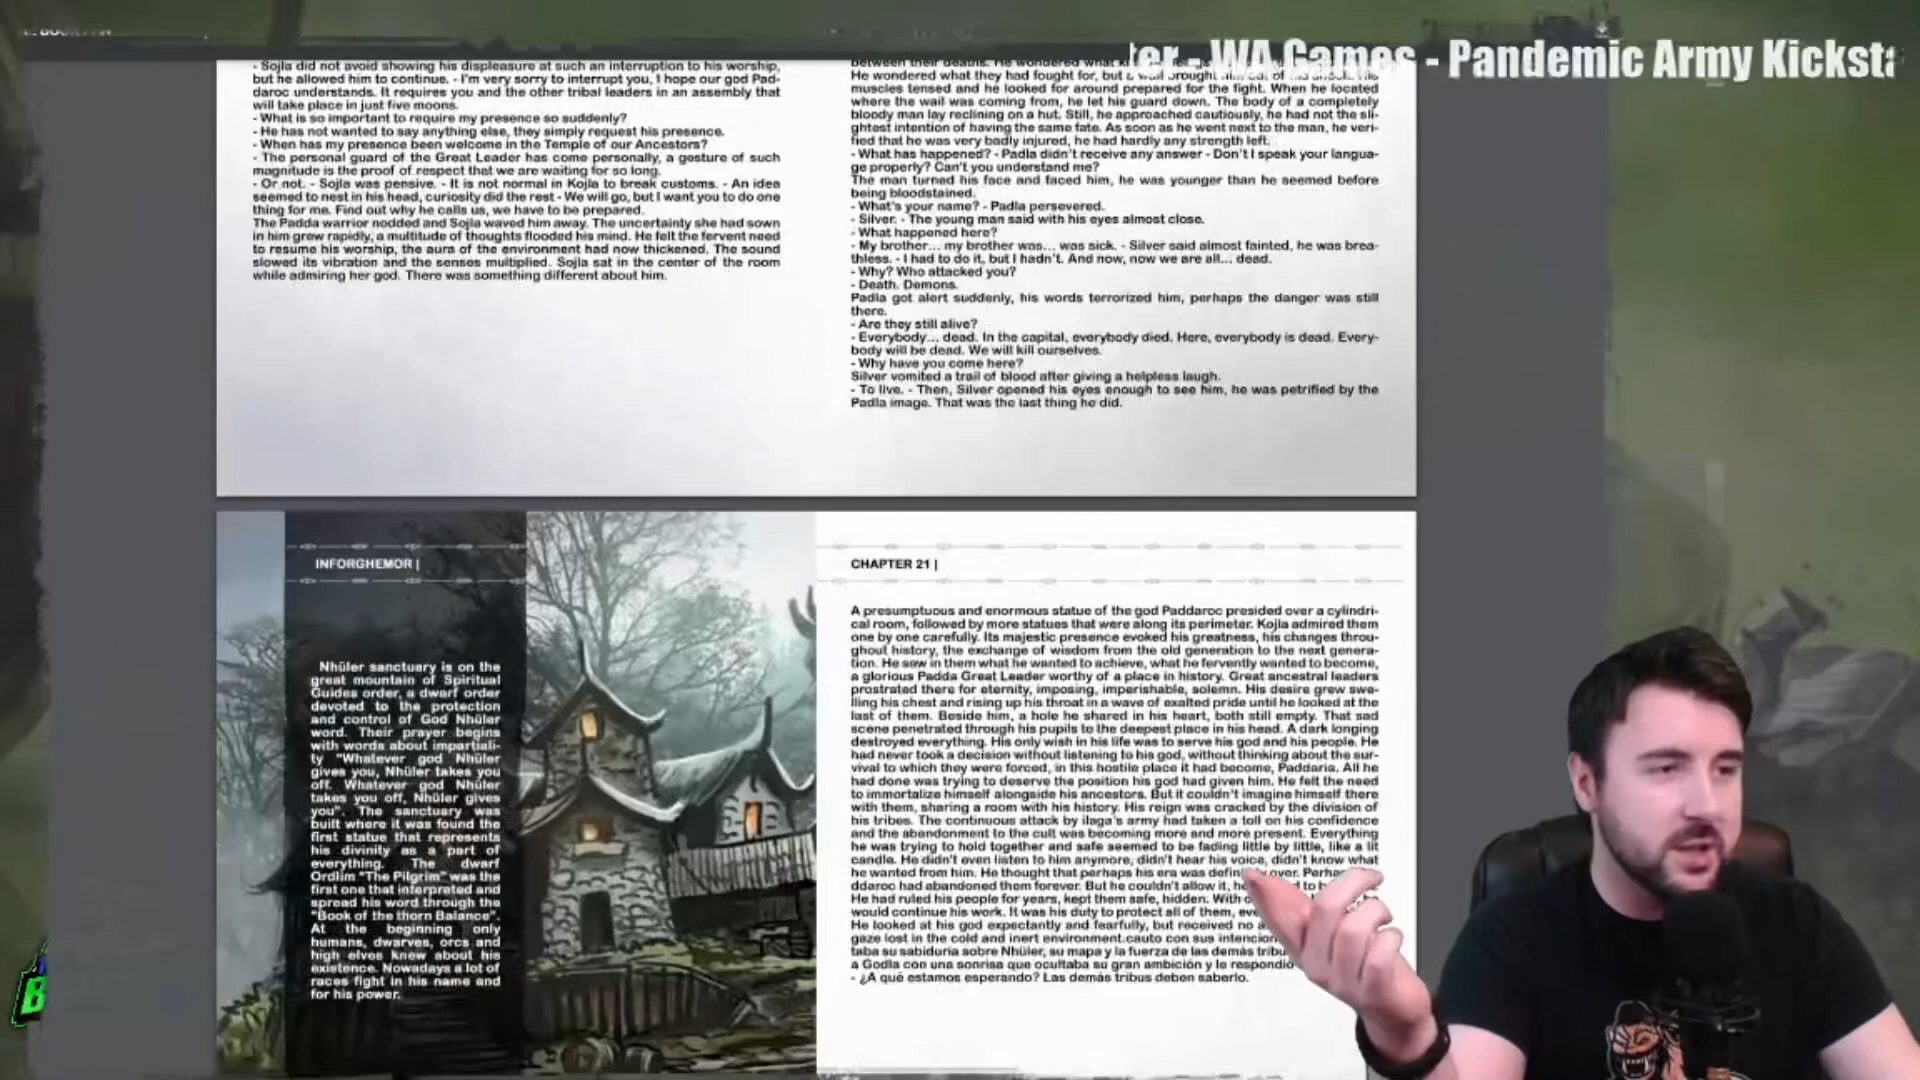 er - WA Games - Pandemic Army Kicksta
- Sojla did not avoid showing his displeasure at such an interruption to his worship,
but he allowed him to continue. - I'm very sorry to interrupt you, I hope our god Pad-
daroc understands. It requires you and the other tribal leaders in an assembly that
will take place in just five moons.
- What is so important to require my presence so suddenly?
- He has not wanted to say anything else, they simply request his presence.
- When has my presence been welcome in the Temple of our Ancestors?
- The personal guard of the Great Leader has come personally, a gesture of such
magnitude is the proof of respect that we are waiting for so long.
- Or not. - Sojla was pensive. - It is not normal in Kojla to break customs. - An idea
seemed to nest in his head, curiosity did the rest - We will go, but I want you to do one
thing for me. Find out why he calls us, we have to be prepared.
The Padda warrior nodded and Sojla waved him away. The uncertainty she had sown
in him grew rapidly, a multitude of thoughts flooded his mind. He felt the fervent need
to resume his worship, the aura of the environment had now thickened. The sound
slowed its vibration and the senses multiplied. Sojla sat in the center of the room
while admiring her god. There was something different about him.
between their deaths. He wondered what
He wondered what they had fought for, but a wail brought him out of
muscles tensed and he looked for around prepared for the fight. When he located
where the wail was coming from, he let his guard down. The body of a completely
bloody man lay reclining on a hut. Still, he approached cautiously, he had not the sli-
ghtest intention of having the same fate. As soon as he went next to the man, he veri-
fied that he was very badly injured, he had hardly any strength left.
- What has happened? - Padla didn't receive any answer - Don't I speak your langua-
ge properly? Can't you understand me?
The man turned his face and faced him, he was younger than he seemed before
being bloodstained.
- What's your name? - Padla persevered.
- Silver. - The young man said with his eyes almost close.
- What happened here?
- My brother... my brother was... was sick. - Silver said almost fainted, he was brea-
thless. - I had to do it, but I hadn't. And now, now we are all... dead.
- Why? Who attacked you?
- Death. Demons.
Padla got alert suddenly, his words terrorized him, perhaps the danger was still
there.
- Are they still alive?
- Everybody... dead. In the capital, everybody died. Here, everybody is dead. Every-
body will be dead. We will kill ourselves.
- Why have you come here?
Silver vomited a trail of blood after giving a helpless laugh.
- To live. - Then, Silver opened his eyes enough to see him, he was petrified by the
Padla image. That was the last thing he did.
INFORGHEMOR |
Nhüler sanctuary is on the
great mountain of Spiritual
Guides order, a dwarf order
devoted to the protection
and control of God Nhüler
word. Their prayer begins
with words about impartiali-
ty "Whatever god Nhüler
gives you, Nhüler takes you
off. Whatever god Nhüler
takes you off, Nhüler gives
you". The sanctuary was
built where it was found the
first statue that represents
his divinity as a part of
everything. The dwarf
Ordlim "The Pilgrim" was the
first one that interpreted and
spread his word through the
"Book of the thorn Balance".
At the beginning only
humans, dwarves, orcs and
high elves knew about his
existence. Nowadays a lot of
races fight in his name and
for his power.
CHAPTER 21 |
A presumptuous and enormous statue of the god Paddaroc presided over a cylindri-
cal room, followed by more statues that were along its perimeter. Kojla admired them
one by one carefully. Its majestic presence evoked his greatness, his changes throu-
ghout history, the exchange of wisdom from the old generation to the next genera-
tion. He saw in them what he wanted to achieve, what he fervently wanted to become,
a glorious Padda Great Leader worthy of a place in history. Great ancestral leaders
prostrated there for eternity, imposing, imperishable, solemn. His desire grew swe-
lling his chest and rising up his throat in a wave of exalted pride until he looked at the
last of them. Beside him, a hole he shared in his heart, both still empty. That sad
scene penetrated through his pupils to the deepest place in his head. A dark longing
destroyed everything. His only wish in his life was to serve his god and his people. He
had never took a decision without listening to his god, without thinking about the sur-
vival to which they were forced, in this hostile place it had become, Paddaria. All he
had done was trying to deserve the position his god had given him. He felt the need
to immortalize himself alongside his ancestors. But it couldn't imagine himself there
with them, sharing a room with his history. His reign was cracked by the division of
his tribes. The continuous attack by ilaga's army had taken a toll on his confidence
and the abandonment to the cult was becoming more and more present. Everything
he was trying to hold together and safe seemed to be fading little by little, like a lit
candle. He didn't even listen to him anymore, didn't hear his voice, didn't know what
he wanted from him. He thought that perhaps his era was over. Perha
ddaroc had abandoned them forever. But he couldn't allow it, he
He had ruled his people for years, kept them safe, hidden. With
would continue his work. It was his duty to protect all of them, eve
He looked at his god expectantly and fearfully, but received no a
gaze lost in the cold and inert environment.cauto con sus intencion
taba su sabiduria sobre Nhüler, su mapa y la fuerza de las demás tribu
a Godla con una sonrisa que ocultaba su gran ambición y le respondio
- ¿A qué estamos esperando? Las demás tribus deben saberlo.